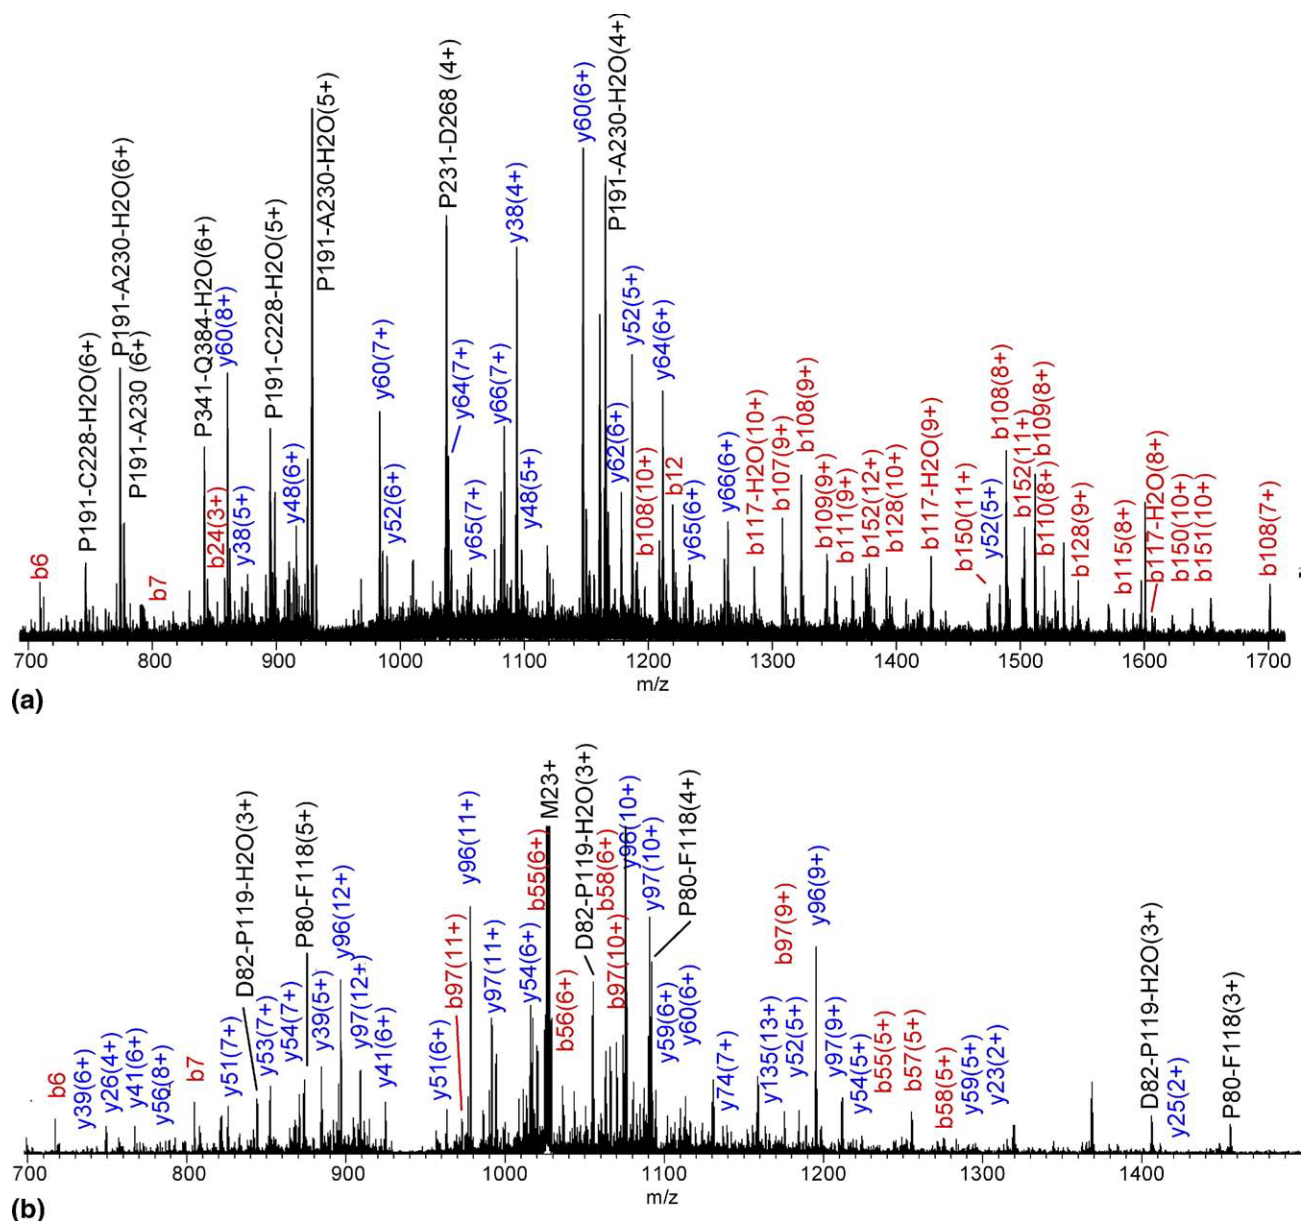 b6
P191-C228-H2O(6+)
P191-A230-H2O(6+)
P191-A230 (6+)
b7
P341-Q384-H2O(6+)
b24(3+)
y60(8+)
y38(5+)
P191-C228-H2O(5+)
y48(6+)
P191-A230-H2O(5+)
y60(7+)
y52(6+)
P231-D268 (4+)
y64(7+)
y65(7+)
y66(7+)
y38(4+)
y48(5+)
y60(6+)
P191-A230-H2O(4+)
y62(6+)
y52(5+)
b108(10+)
y64(6+)
b12
y65(6+)
y66(6+)
b117-H2O(10+)
b107(9+)
b108(9+)
b109(9+)
b111(9+)
b152(12+)
b128(10+)
b117-H2O(9+)
b150(11+)
y52(5+)
b108(8+)
b152(11+)
b109(8+)
b110(8+)
b128(9+)
b115(8+)
b117-H2O(8+)
b150(10+)
b151(10+)
b108(7+)
700 800 900 1000 1100 1200 1300 1400 1500 1600 1700
m/z
(a)
b6
y39(6+)
y26(4+)
y41(6+)
y56(8+)
b7
y51(7+)
D82-P119-H2O(3+)
y53(7+)
y54(7+)
P80-F118(5+)
y39(5+)
y96(12+)
y97(12+)
y41(6+)
y51(6+)
b97(11+)
y96(11+)
y97(11+)
y54(6+)
b55(6+)
M23+
b56(6+)
D82-P119-H2O(3+)
b58(6+)
b97(10+)
y96(10+)
y97(10+)
P80-F118(4+)
y59(6+)
y60(6+)
y74(7+)
y135(13+)
b97(9+)
y52(5+)
y96(9+)
y97(9+)
y54(5+)
b55(5+)
b57(5+)
b58(5+)
y59(5+)
y23(2+)
D82-P119-H2O(3+)
y25(2+)
P80-F118(3+)
700 800 900 1000 1100 1200 1300 1400
m/z
(b)